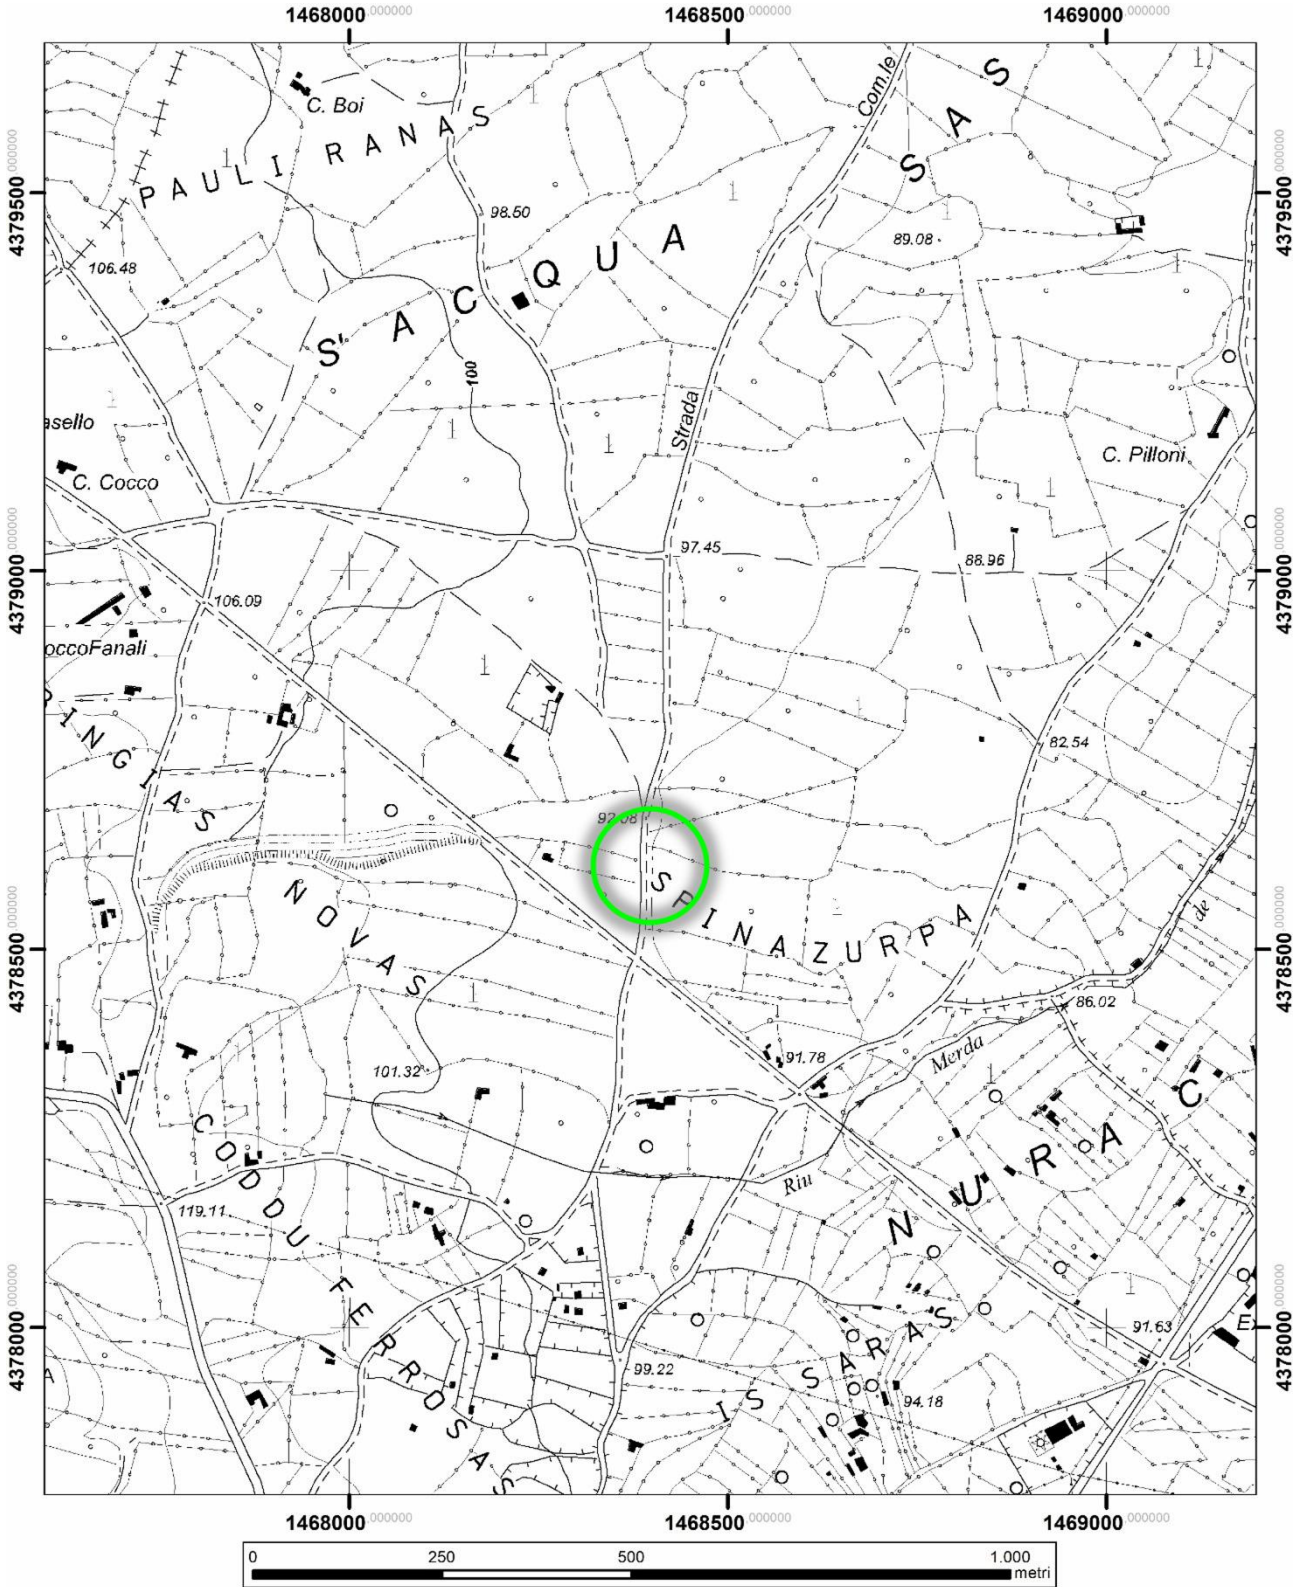 1468000.000000 1468500.000000 1469000.000000
Com.le
S A S
C. Boi
PAULI RANAS
4379500.000000 4379500.000000
98.50
89.08
106.48
S'ACQUA
100
Strada
C. Cocco
C. Pilloni
97.45
88.96
4379000.000000 4379000.000000
106.09
occoFanali
BINGIAS
82.54
92.08
NOVAS
SPINAZURPA
de
4378500.000000 4378500.000000
86.02
91.78
Merda
101.32
CODDU FERROSAS
NURAC
Riu
119.11
4378000.000000 4378000.000000
91.63
E
99.22
IS SARAS
94.18
A
1468000.000000 1468500.000000 1469000.000000
0 250 500 1.000
metri